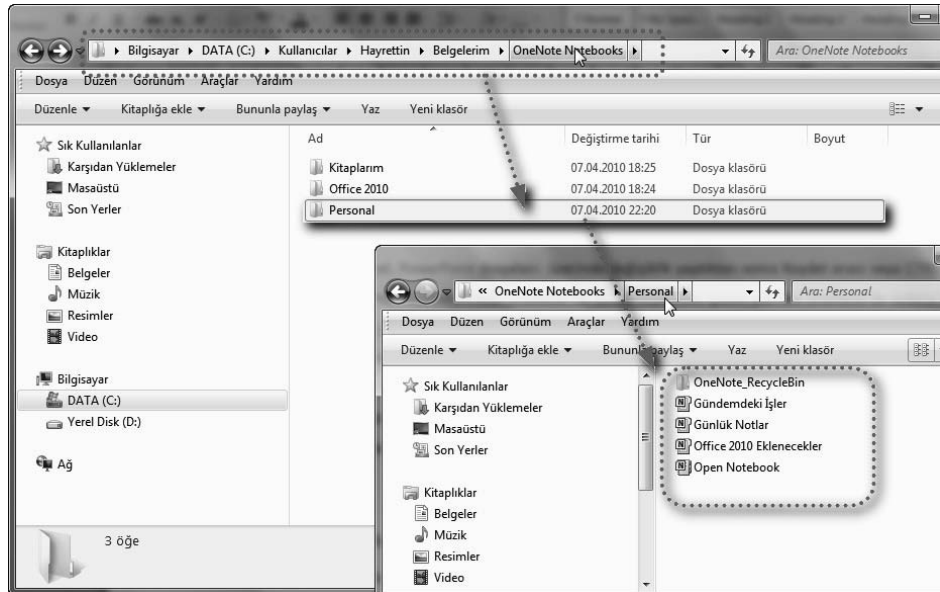 Bilgisayar ▸ DATA (C:) ▸ Kullanıcılar ▸ Hayrettin ▸ Belgelerim ▸ OneNote Notebooks ▸
Ara: OneNote Notebooks
Dosya Düzen Görünüm Araçlar Yardım
Düzenle Kitaplığa ekle Bununla paylaş Yaz Yeni klasör
Sık Kullanılanlar
Karşıdan Yüklemeler
Masaüstü
Son Yerler
Kitaplıklar
Belgeler
Müzik
Resimler
Video
Bilgisayar
DATA (C:)
Yerel Disk (D:)
Ağ
Ad Değiştirme tarihi Tür Boyut
Kitaplarım 07.04.2010 18:25 Dosya klasörü
Office 2010 07.04.2010 18:24 Dosya klasörü
Personal 07.04.2010 22:20 Dosya klasörü
3 öğe
« OneNote Notebooks ▸ Personal ▸
Ara: Personal
Dosya Düzen Görünüm Araçlar Yardım
Düzenle Kitaplığa ekle Bununla paylaş Yaz Yeni klasör
Sık Kullanılanlar
Karşıdan Yüklemeler
Masaüstü
Son Yerler
Kitaplıklar
Belgeler
Müzik
Resimler
Video
OneNote_RecycleBin
Gündemdeki İşler
Günlük Notlar
Office 2010 Eklenecekler
Open Notebook